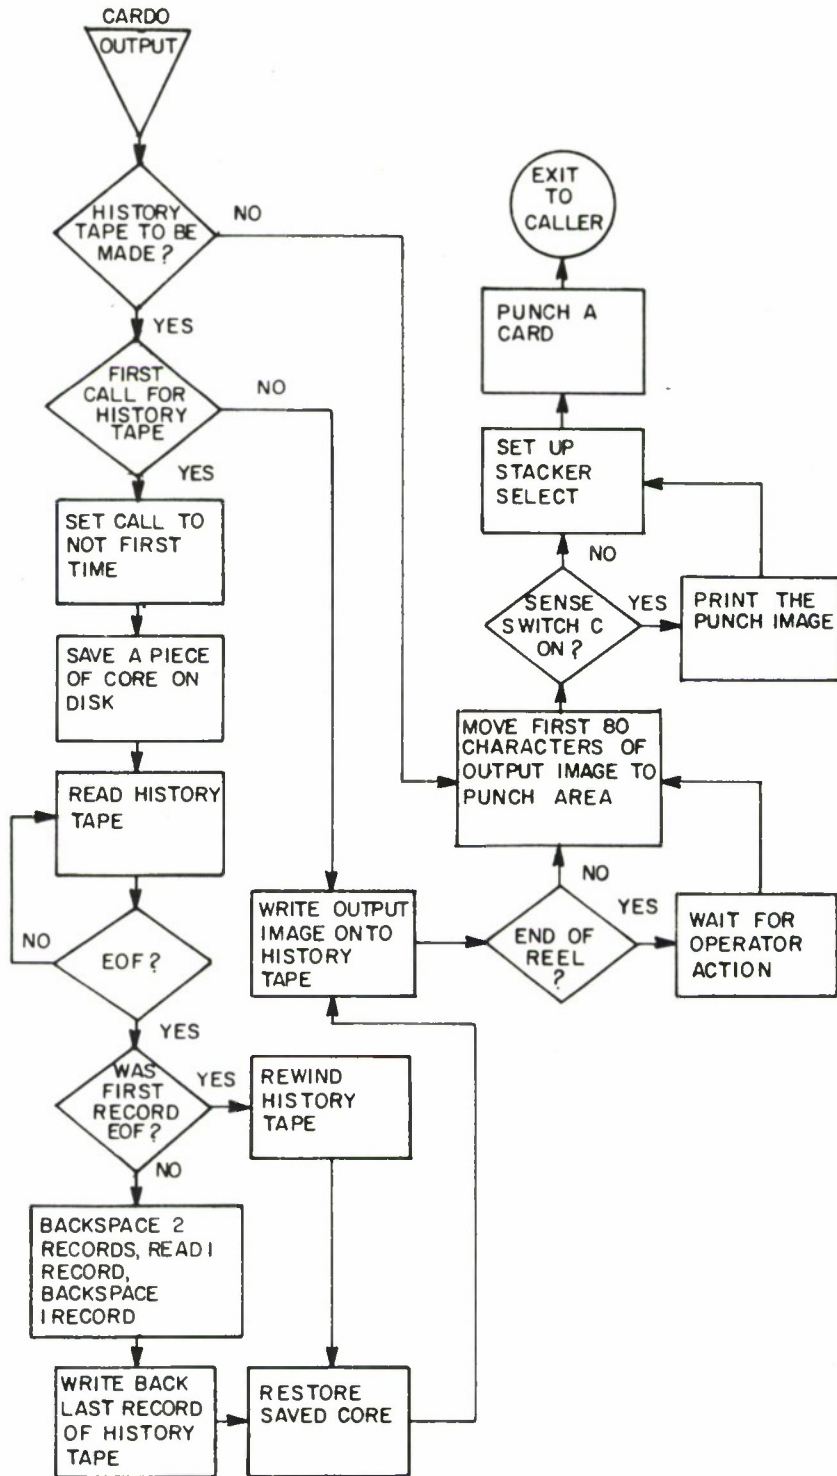 CARDO
OUTPUT
HISTORY
TAPE TO BE
MADE?
NO
YES
FIRST
CALL FOR
HISTORY
TAPE
NO
YES
SET CALL TO
NOT FIRST
TIME
SAVE A PIECE
OF CORE ON
DISK
READ HISTORY
TAPE
NO
EOF?
YES
WAS
FIRST
RECORD
EOF?
YES
NO
REWIND
HISTORY
TAPE
BACKSPACE 2
RECORDS, READ 1
RECORD,
BACKSPACE
1 RECORD
WRITE BACK
LAST RECORD
OF HISTORY
TAPE
RESTORE
SAVED CORE
WRITE OUTPUT
IMAGE ONTO
HISTORY
TAPE
END OF
REEL
?
NO
YES
WAIT FOR
OPERATOR
ACTION
MOVE FIRST 80
CHARACTERS OF
OUTPUT IMAGE TO
PUNCH AREA
SENSE
SWITCH C
ON?
NO
YES
PRINT THE
PUNCH IMAGE
SET UP
STACKER
SELECT
PUNCH A
CARD
EXIT
TO
CALLER